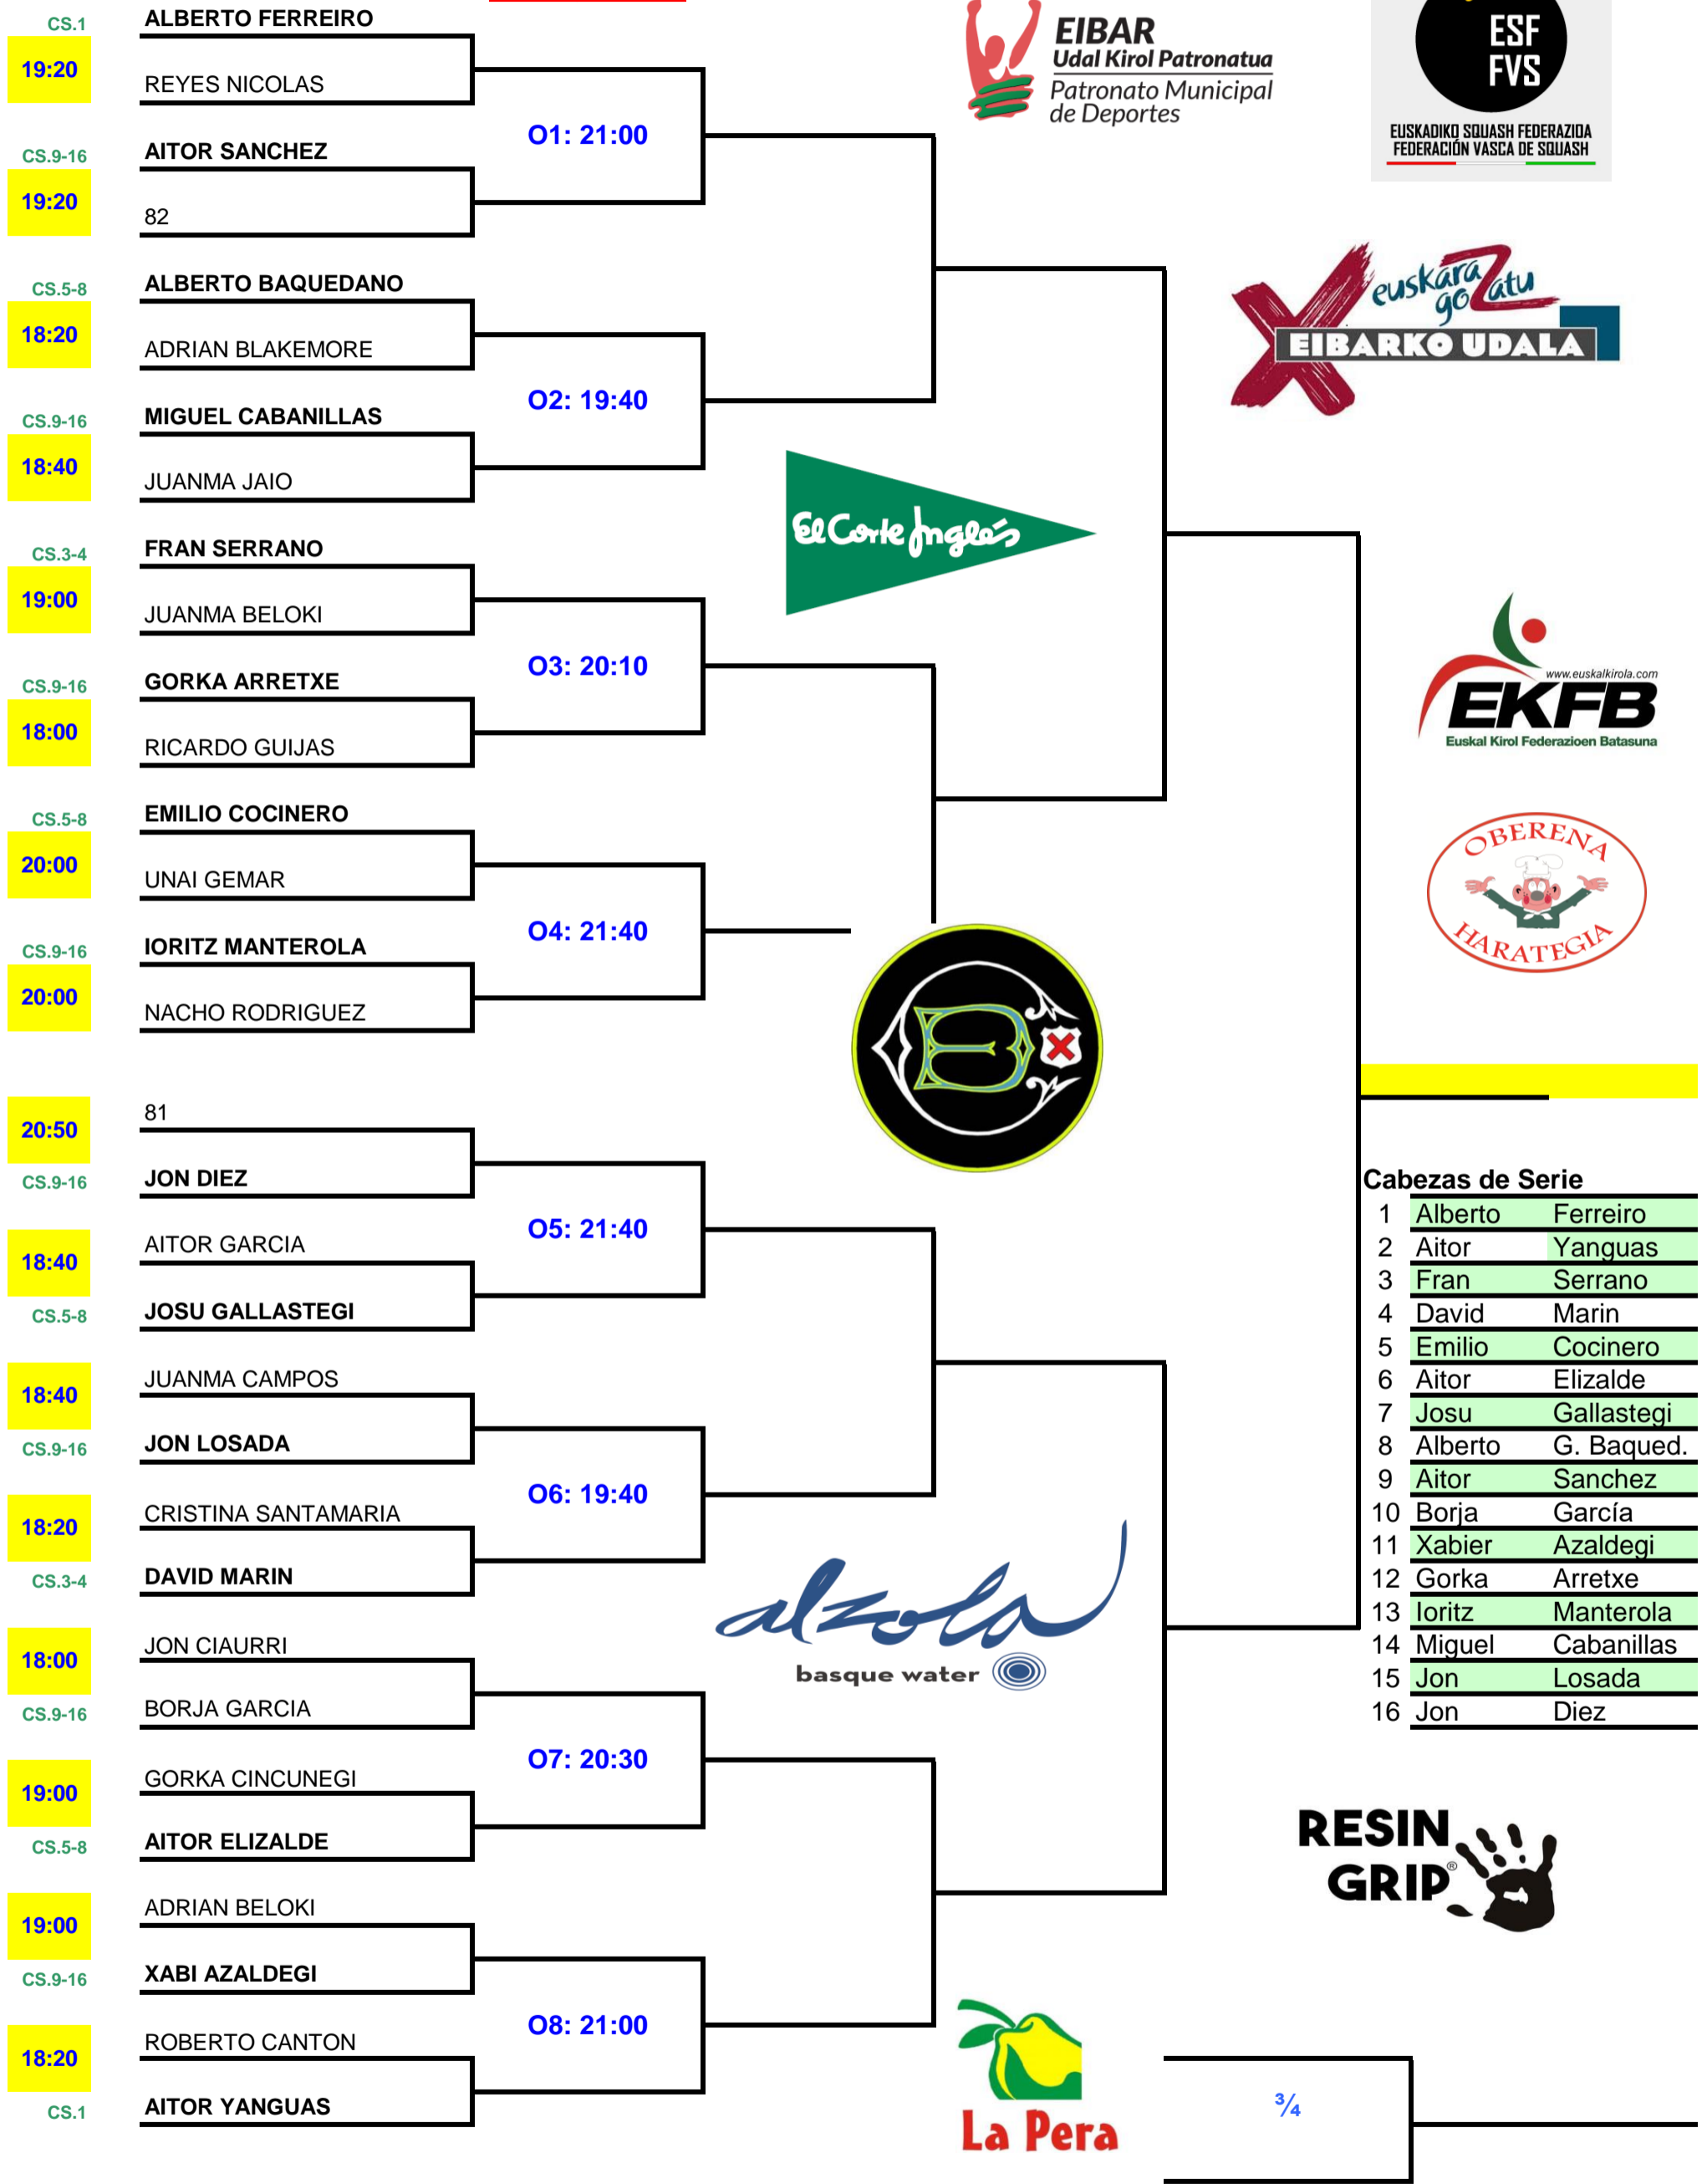 CS.1
ALBERTO FERREIRO
19:20
REYES NICOLAS
O1: 21:00
CS.9-16
AITOR SANCHEZ
19:20
82
CS.5-8
ALBERTO BAQUEDANO
18:20
ADRIAN BLAKEMORE
O2: 19:40
CS.9-16
MIGUEL CABANILLAS
18:40
JUANMA JAIO
CS.3-4
FRAN SERRANO
19:00
JUANMA BELOKI
O3: 20:10
CS.9-16
GORKA ARRETXE
18:00
RICARDO GUIJAS
CS.5-8
EMILIO COCINERO
20:00
UNAI GEMAR
O4: 21:40
CS.9-16
IORITZ MANTEROLA
20:00
NACHO RODRIGUEZ
81
20:50
JON DIEZ
CS.9-16
O5: 21:40
AITOR GARCIA
18:40
JOSU GALLASTEGI
CS.5-8
JUANMA CAMPOS
18:40
JON LOSADA
CS.9-16
O6: 19:40
CRISTINA SANTAMARIA
18:20
DAVID MARIN
CS.3-4
JON CIAURRI
18:00
BORJA GARCIA
CS.9-16
O7: 20:30
GORKA CINCUNEGI
19:00
AITOR ELIZALDE
CS.5-8
ADRIAN BELOKI
19:00
XABI AZALDEGI
CS.9-16
O8: 21:00
ROBERTO CANTON
18:20
AITOR YANGUAS
CS.1
EIBAR
Udal Kirol Patronatua
Patronato Municipal
de Deportes
ESF
FVS
EUSKADIKO SQUASH FEDERAZIOA
FEDERACIÓN VASCA DE SQUASH
euskara
goZatu
EIBARKO UDALA
El Corte Inglés
www.euskalkirola.com
EKFB
Euskal Kirol Federazioen Batasuna
OBERENA
HARATEGIA
Cabezas de Serie
1 Alberto Ferreiro
2 Aitor Yanguas
3 Fran Serrano
4 David Marin
5 Emilio Cocinero
6 Aitor Elizalde
7 Josu Gallastegi
8 Alberto G. Baqued.
9 Aitor Sanchez
10 Borja García
11 Xabier Azaldegi
12 Gorka Arretxe
13 Ioritz Manterola
14 Miguel Cabanillas
15 Jon Losada
16 Jon Diez
alzola
basque water
RESIN
GRIP®
La Pera
¾